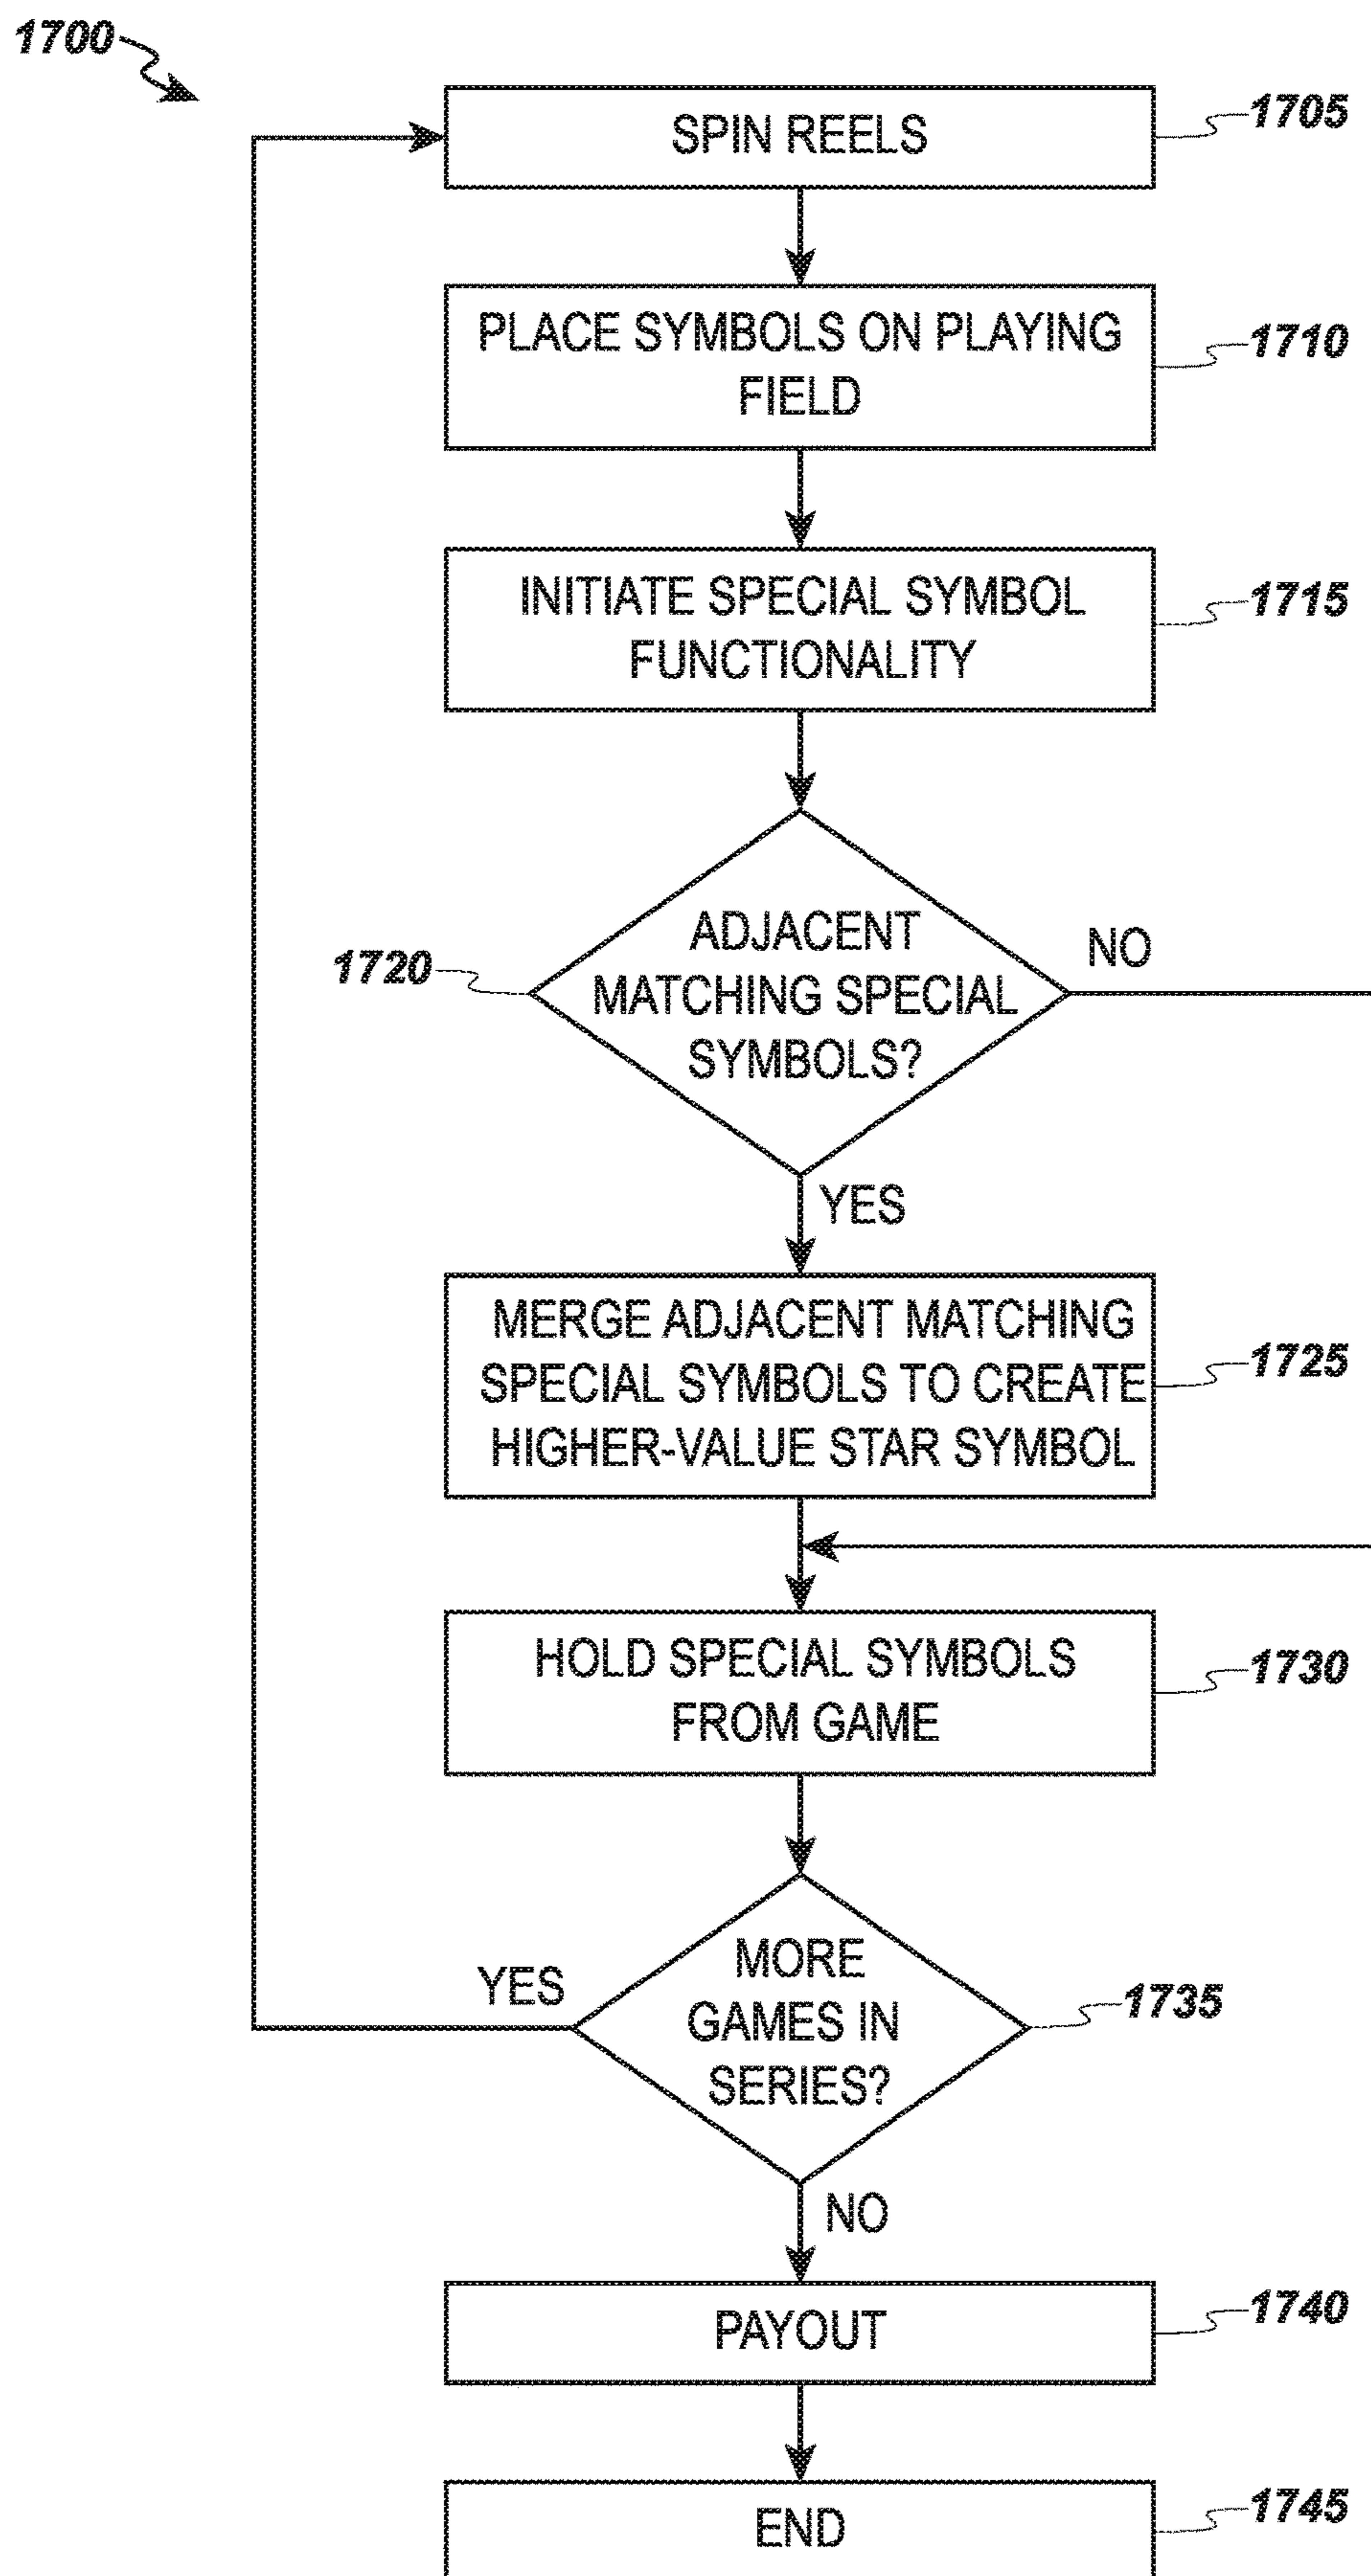 1700
SPIN REELS
1705
PLACE SYMBOLS ON PLAYING
FIELD
1710
INITIATE SPECIAL SYMBOL
FUNCTIONALITY
1715
ADJACENT
MATCHING SPECIAL
SYMBOLS?
1720
NO
YES
MERGE ADJACENT MATCHING
SPECIAL SYMBOLS TO CREATE
HIGHER-VALUE STAR SYMBOL
1725
HOLD SPECIAL SYMBOLS
FROM GAME
1730
MORE
GAMES IN
SERIES?
1735
YES
NO
PAYOUT
1740
END
1745